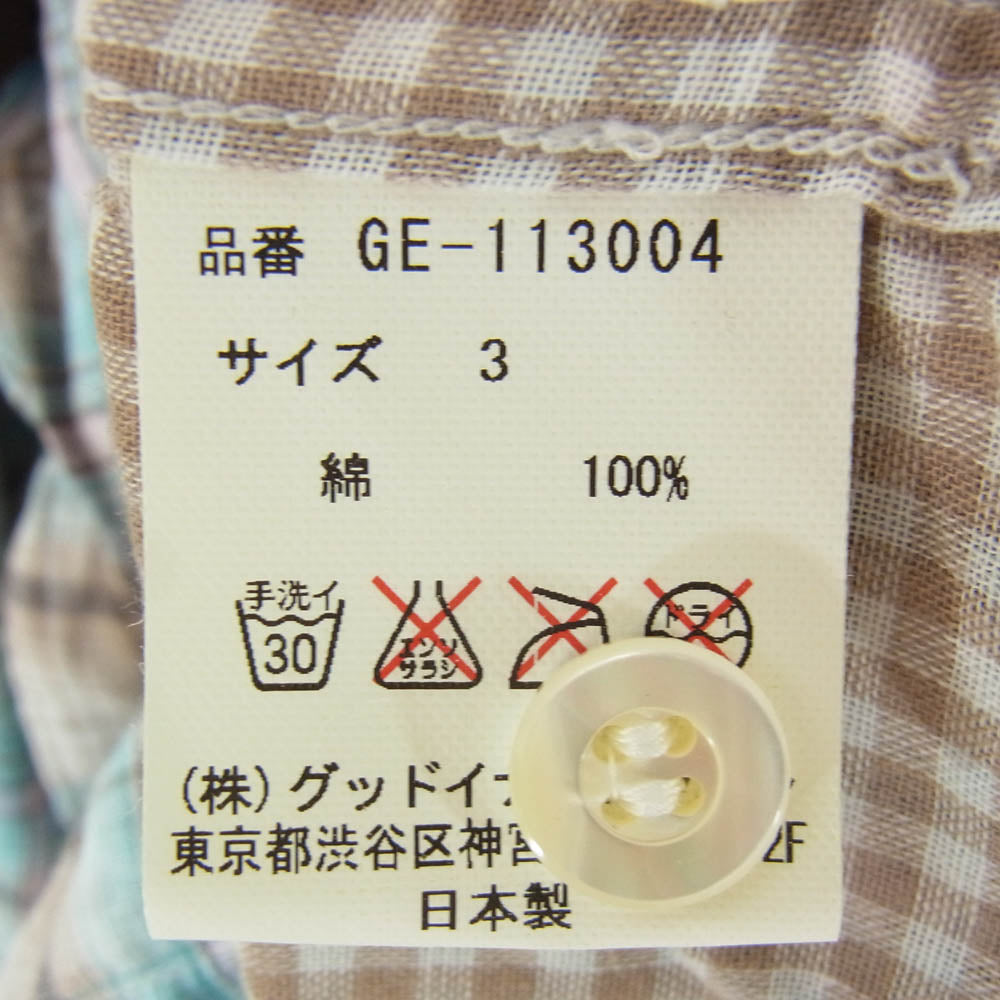 品番 GE-113004
サイズ 3
綿 100%
手洗イ エンソ ドライ
30 サラシ
(株)グッドイ
東京都渋谷区神宮 2F
日本製